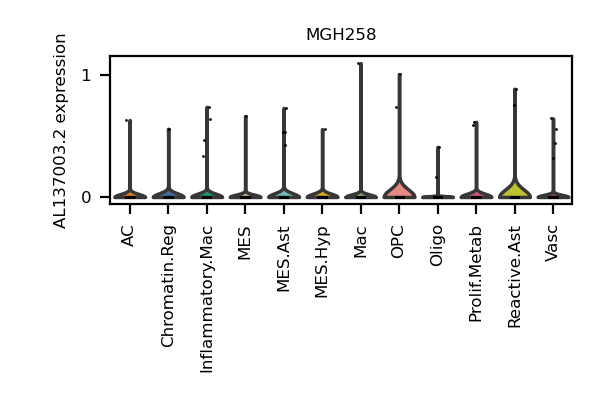 MGH258
AL137003.2 expression
1
0
AC
Chromatin.Reg
Inflammatory.Mac
MES
MES.Ast
MES.Hyp
Mac
OPC
Oligo
Prolif.Metab
Reactive.Ast
Vasc